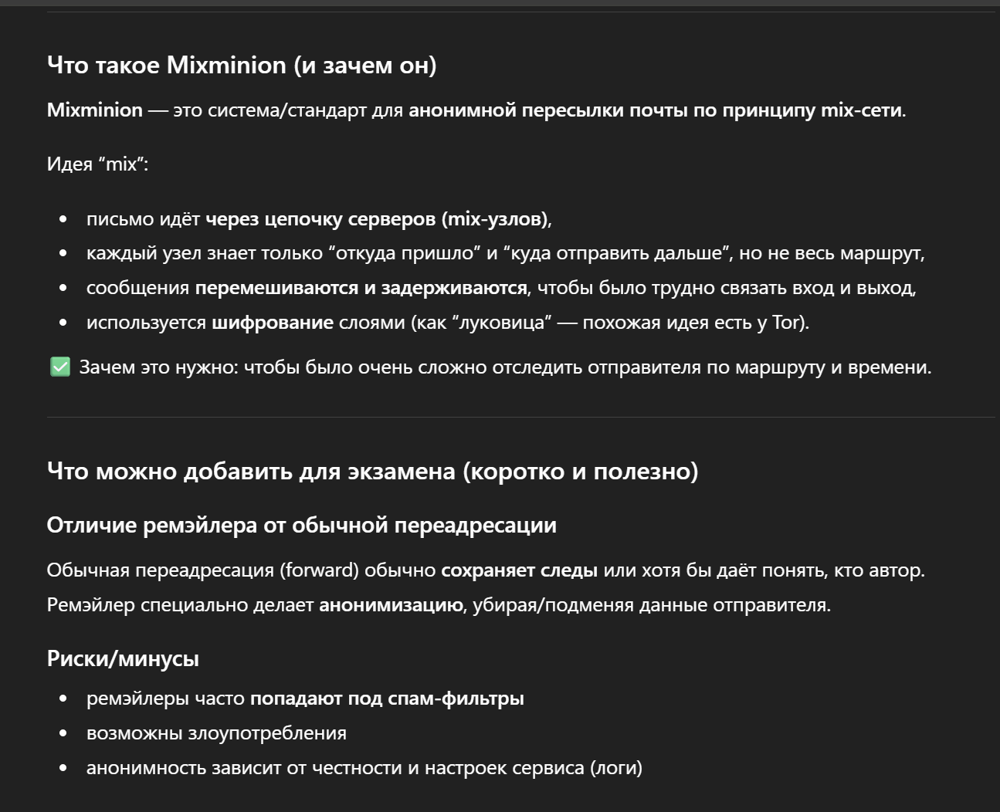 Что такое Mixminion (и зачем он)
Mixminion — это система/стандарт для анонимной пересылки почты по принципу mix-сети.
Идея “mix”:
• письмо идёт через цепочку серверов (mix-узлов),
• каждый узел знает только “откуда пришло” и “куда отправить дальше”, но не весь маршрут,
• сообщения перемешиваются и задерживаются, чтобы было трудно связать вход и выход,
• используется шифрование слоями (как “луковица” — похожая идея есть у Tor).
✅ Зачем это нужно: чтобы было очень сложно отследить отправителя по маршруту и времени.
Что можно добавить для экзамена (коротко и полезно)
Отличие ремэйлера от обычной переадресации
Обычная переадресация (forward) обычно сохраняет следы или хотя бы даёт понять, кто автор.
Ремэйлер специально делает анонимизацию, убирая/подменяя данные отправителя.
Риски/минусы
• ремэйлеры часто попадают под спам-фильтры
• возможны злоупотребления
• анонимность зависит от честности и настроек сервиса (логи)